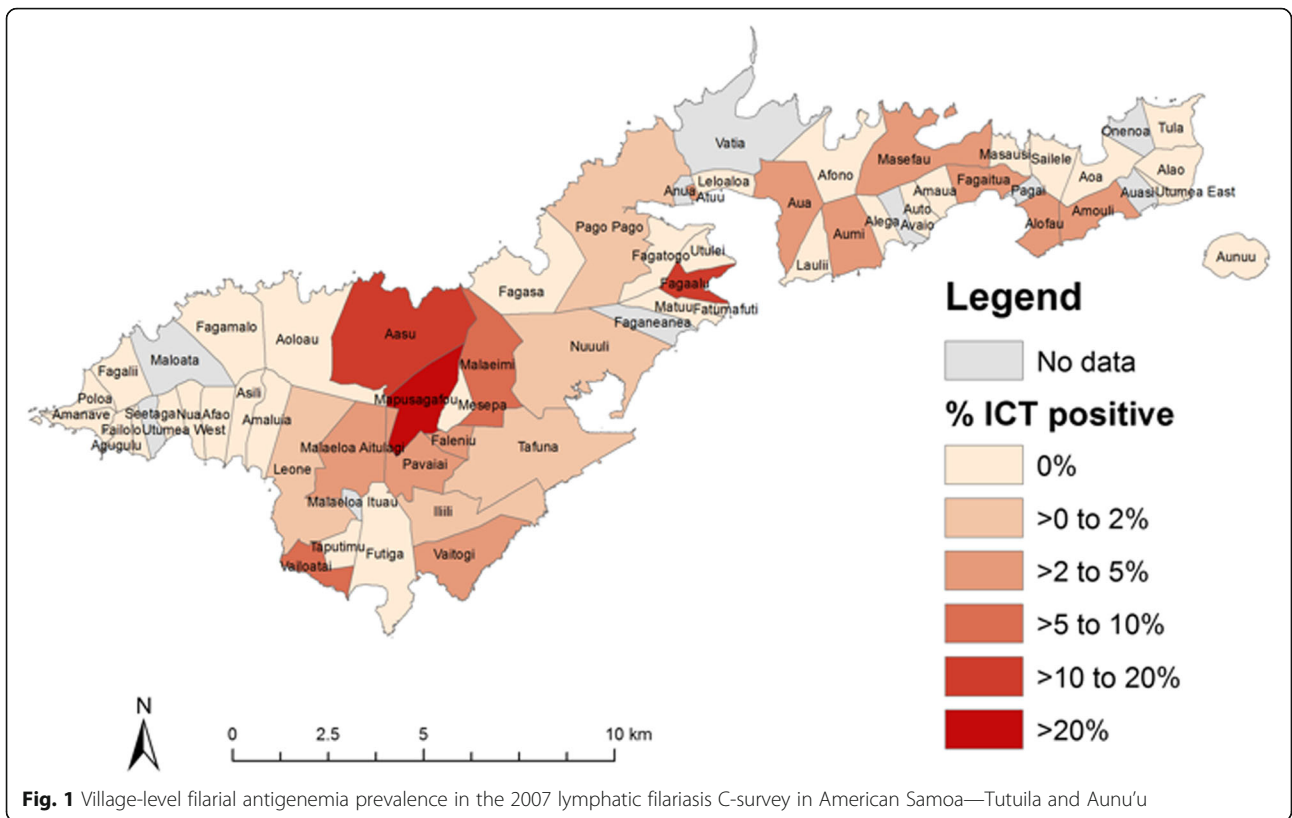 Vatia
Onenoa
Tula
Masefau
Masausi
Sailele
Afono
Alao
Leloaloa
Aoa
Anua
Atuu
Fagaitua
Pagai
Auasi
Utumea East
Amaua
Aua
Auto
Amouli
Pago Pago
Alega
Avaio
Alofau
Aumi
Fagatogo
Utulei
Laulii
Aunuu
Fagaalu
Fagasa
Matuu
Fatumafuti
Faganeanea
Fagamalo
Aasu
Aoloau
Nuuuli
Maloata
Malaeimi
Fagalii
Asili
Poloa
Mapusagafou
Mesepa
Amanave
Seetaga
Nua
Afao
Amaluia
Failolo
Utumea West
Agugulu
Faleniu
Malaeloa Aitulagi
Tafuna
Pavaiai
Leone
Malaeloa Ituau
Iliili
Taputimu
Futiga
Vaitogi
Vailoatai
Legend
No data
% ICT positive
0%
>0 to 2%
>2 to 5%
>5 to 10%
>10 to 20%
>20%
N
0 2.5 5 10 km
Fig. 1 Village-level filarial antigenemia prevalence in the 2007 lymphatic filariasis C-survey in American Samoa—Tutuila and Aunu'u